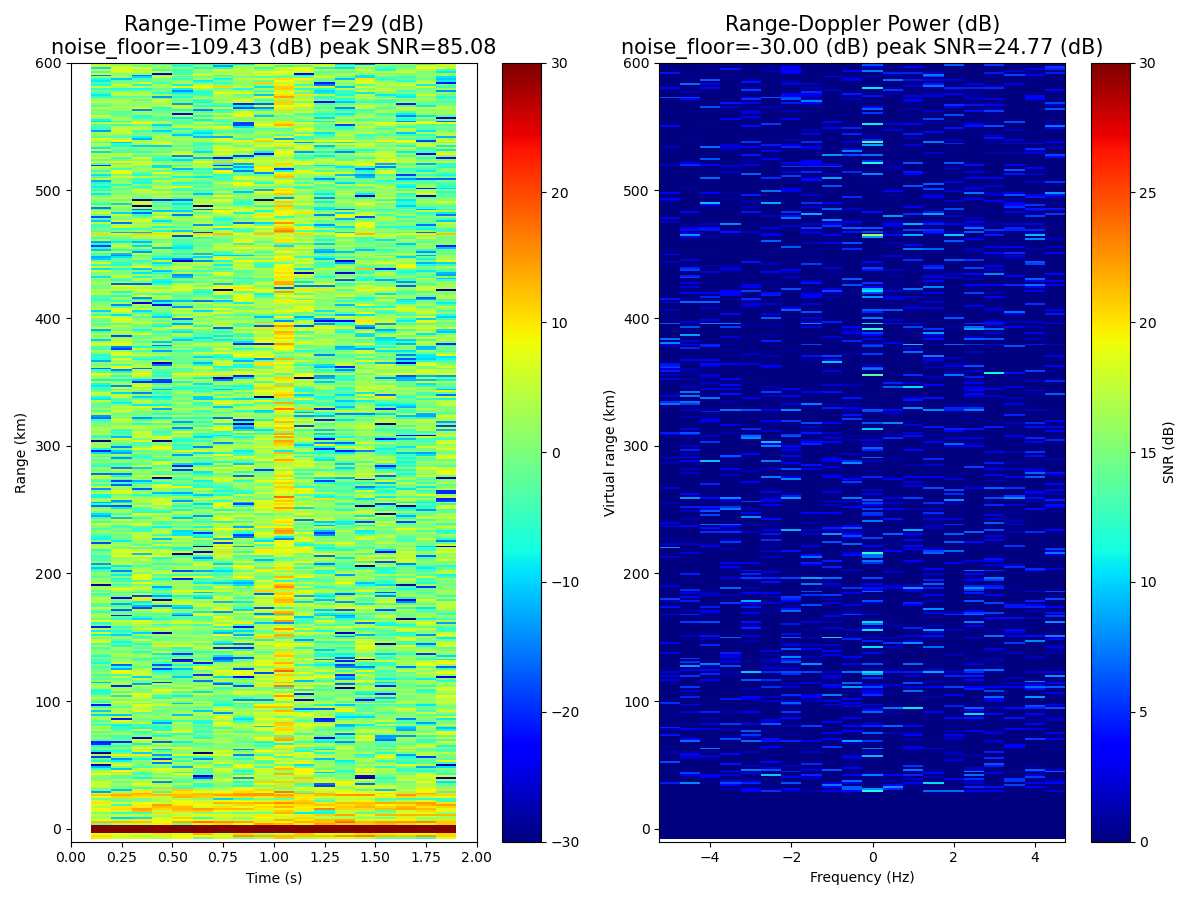 Range-Time Power f=29 (dB)
noise_floor=-109.43 (dB) peak SNR=85.08
600
500
400
300
200
100
0
Range (km)
0.00 0.25 0.50 0.75 1.00 1.25 1.50 1.75 2.00
Time (s)
30
20
10
0
−10
−20
−30
Range-Doppler Power (dB)
noise_floor=-30.00 (dB) peak SNR=24.77 (dB)
600
500
400
300
200
100
0
Virtual range (km)
−4 −2 0 2 4
Frequency (Hz)
30
25
20
15
10
5
0
SNR (dB)